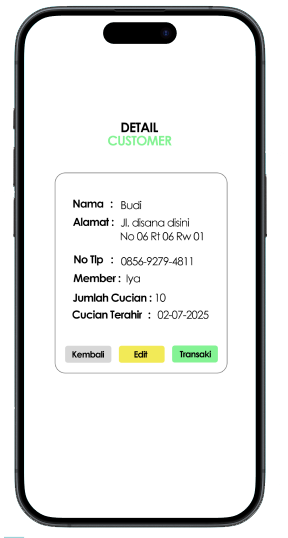 DETAIL
CUSTOMER
Nama : Budi
Alamat : Jl. disana disini
No 06 Rt 06 Rw 01
No Tlp : 0856-9279-4811
Member : Iya
Jumlah Cucian : 10
Cucian Terahir : 02-07-2025
Kembali Edit Transaki